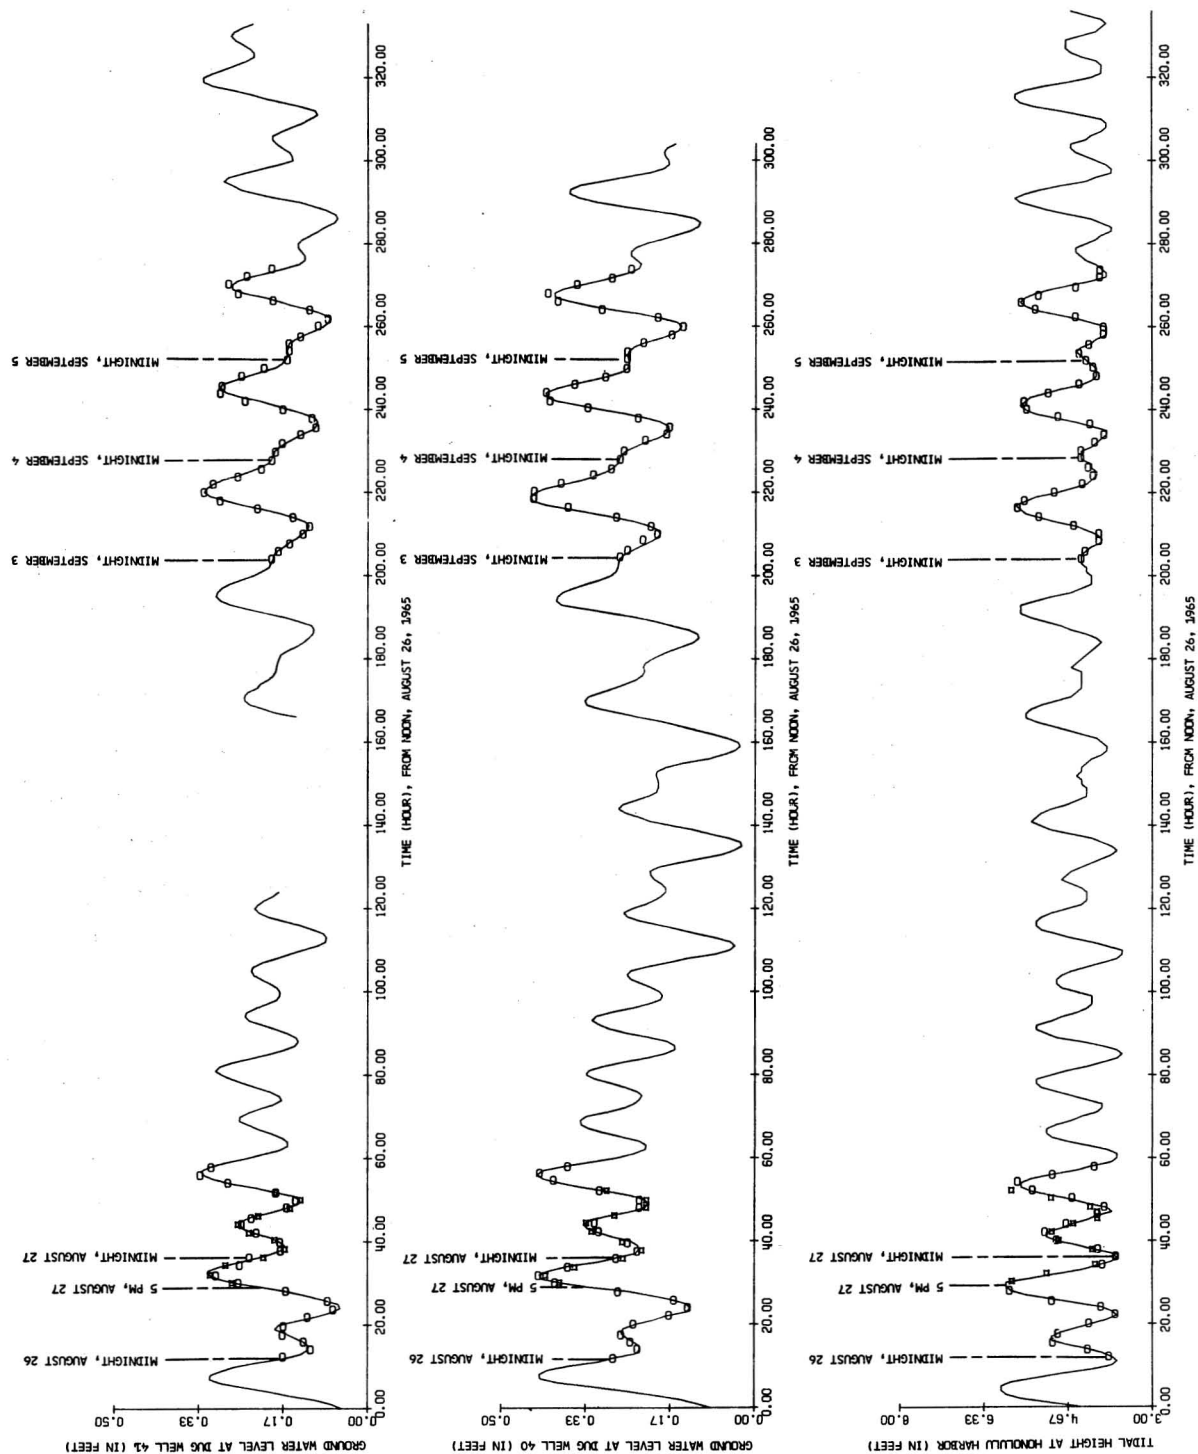 GROUND WATER LEVEL AT DUG WELL 41 (IN FEET)
0.50
0.33
0.17
0.00
MIDNIGHT, AUGUST 26
5 PM, AUGUST 27
MIDNIGHT, AUGUST 27
MIDNIGHT, SEPTEMBER 3
MIDNIGHT, SEPTEMBER 4
MIDNIGHT, SEPTEMBER 5
0.00 20.00 40.00 60.00 80.00 100.00 120.00 140.00 160.00 180.00 200.00 220.00 240.00 260.00 280.00 300.00 320.00
TIME (HOUR), FROM NOON, AUGUST 26, 1965
GROUND WATER LEVEL AT DUG WELL 40 (IN FEET)
0.50
0.33
0.17
0.00
MIDNIGHT, AUGUST 26
5 PM, AUGUST 27
MIDNIGHT, AUGUST 27
MIDNIGHT, SEPTEMBER 3
MIDNIGHT, SEPTEMBER 4
MIDNIGHT, SEPTEMBER 5
0.00 20.00 40.00 60.00 80.00 100.00 120.00 140.00 160.00 180.00 200.00 220.00 240.00 260.00 280.00 300.00
TIME (HOUR), FROM NOON, AUGUST 26, 1965
TIDAL HEIGHT AT HONOLULU HARBOR (IN FEET)
8.00
6.33
4.67
3.00
MIDNIGHT, AUGUST 26
5 PM, AUGUST 27
MIDNIGHT, AUGUST 27
MIDNIGHT, SEPTEMBER 3
MIDNIGHT, SEPTEMBER 4
MIDNIGHT, SEPTEMBER 5
0.00 20.00 40.00 60.00 80.00 100.00 120.00 140.00 160.00 180.00 200.00 220.00 240.00 260.00 280.00 300.00 320.00
TIME (HOUR), FROM NOON, AUGUST 26, 1965